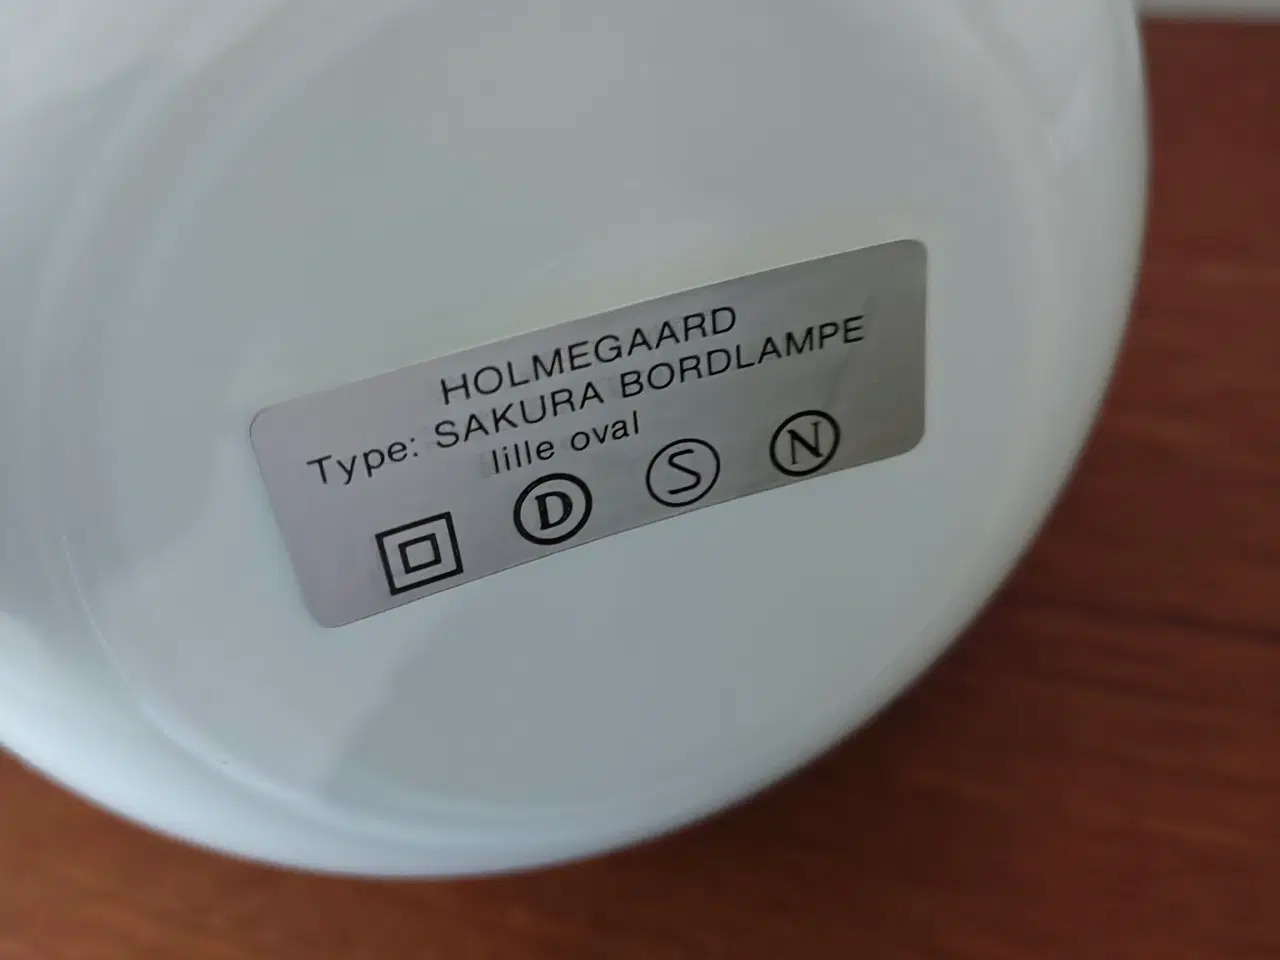 HOLMEGAARD
Type: SAKURA BORDLAMPE
lille oval
D S N